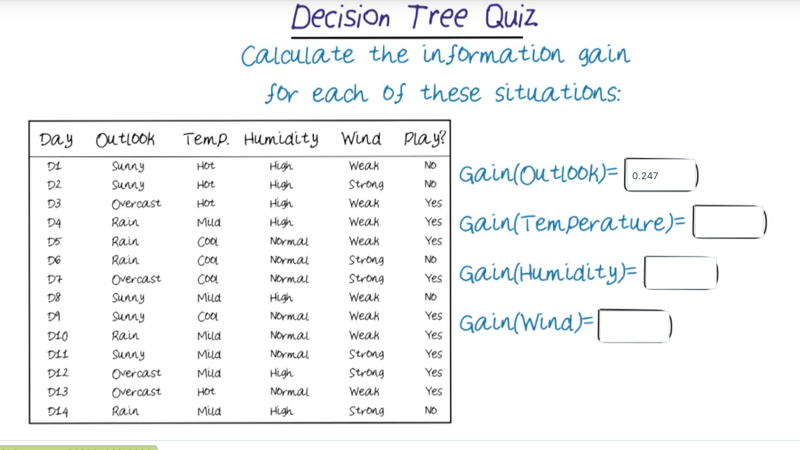 Decision Tree Quiz
Calculate the information gain
for each of these situations:
Day Outlook Temp. Humidity Wind Play?
D1 Sunny Hot High Weak No
D2 Sunny Hot High Strong No
D3 Overcast Hot High Weak Yes
D4 Rain Mild High Weak Yes
D5 Rain Cool Normal Weak Yes
D6 Rain Cool Normal Strong No
D7 Overcast Cool Normal Strong Yes
D8 Sunny Mild High Weak No
D9 Sunny Cool Normal Weak Yes
D10 Rain Mild Normal Weak Yes
D11 Sunny Mild Normal Strong Yes
D12 Overcast Mild High Strong Yes
D13 Overcast Hot Normal Weak Yes
D14 Rain Mild High Strong No
Gain(Outlook)= 0.247
Gain(Temperature)=
Gain(Humidity)=
Gain(Wind)=